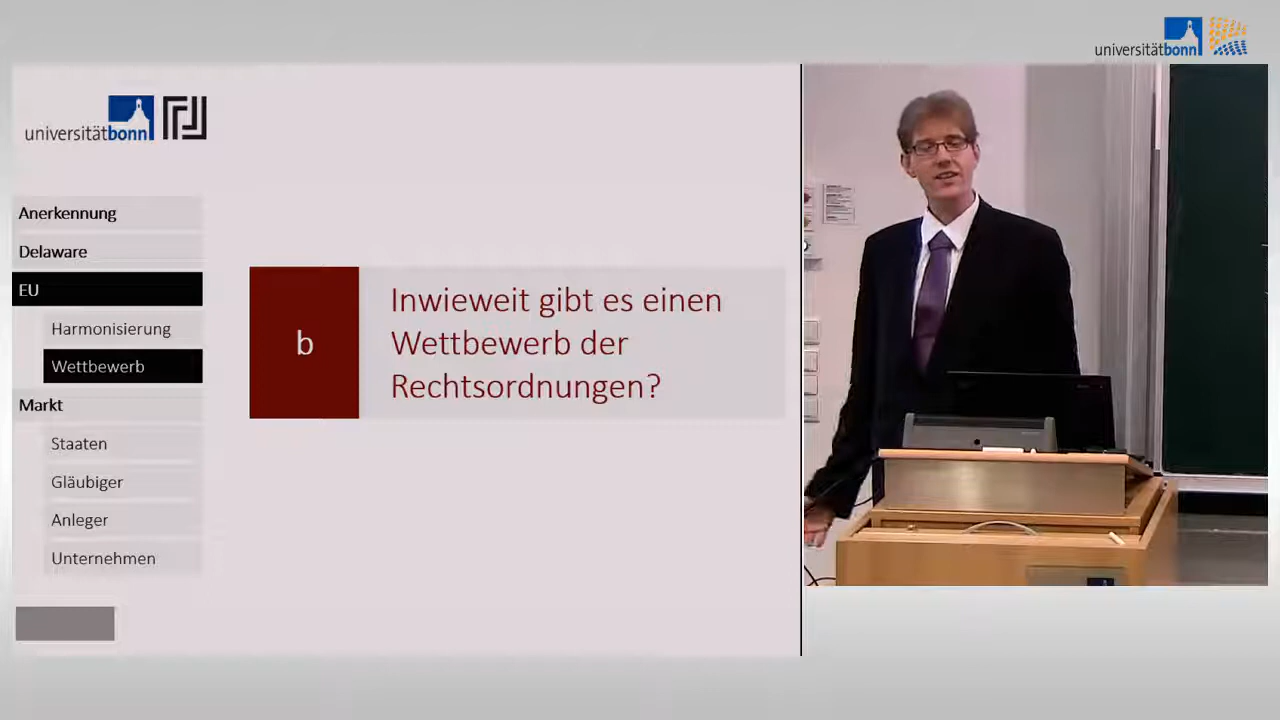 universitätbonn
universitätbonn
Anerkennung
Delaware
EU
Harmonisierung
Wettbewerb
Markt
Staaten
Gläubiger
Anleger
Unternehmen
b
Inwieweit gibt es einen
Wettbewerb der
Rechtsordnungen?